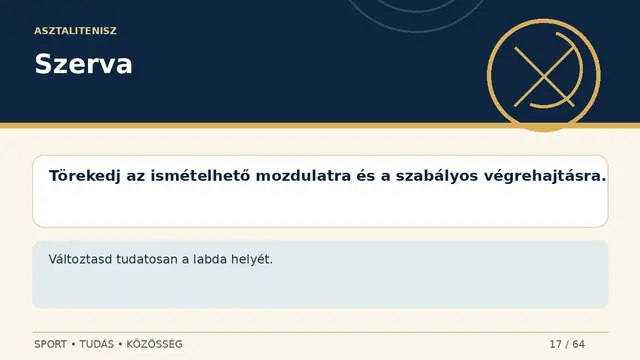 ASZTALITENISZ
Szerva
Törekedj az ismételhető mozdulatra és a szabályos végrehajtásra.
Változtasd tudatosan a labda helyét.
SPORT • TUDÁS • KÖZÖSSÉG
17 / 64